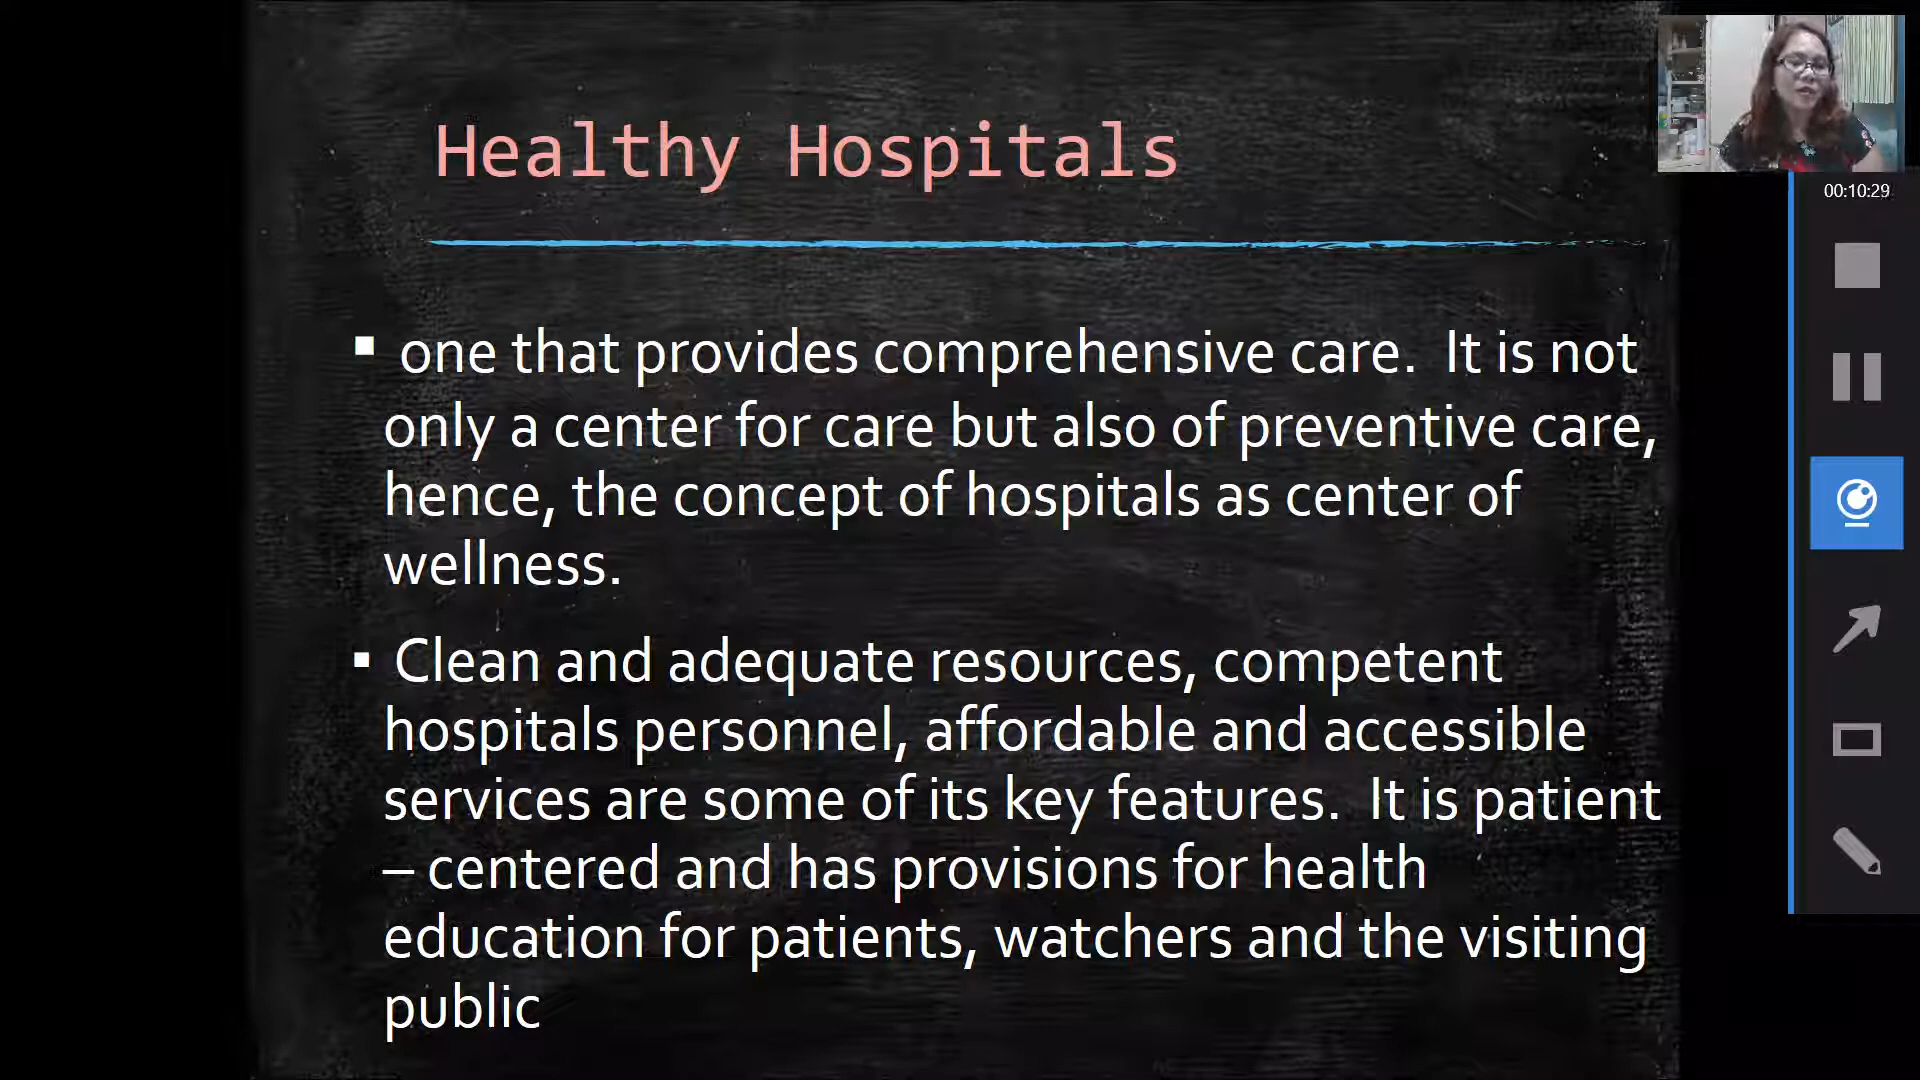 Healthy Hospitals
00:10:29
▪ one that provides comprehensive care. It is not
only a center for care but also of preventive care,
hence, the concept of hospitals as center of
wellness.
▪ Clean and adequate resources, competent
hospitals personnel, affordable and accessible
services are some of its key features. It is patient
– centered and has provisions for health
education for patients, watchers and the visiting
public